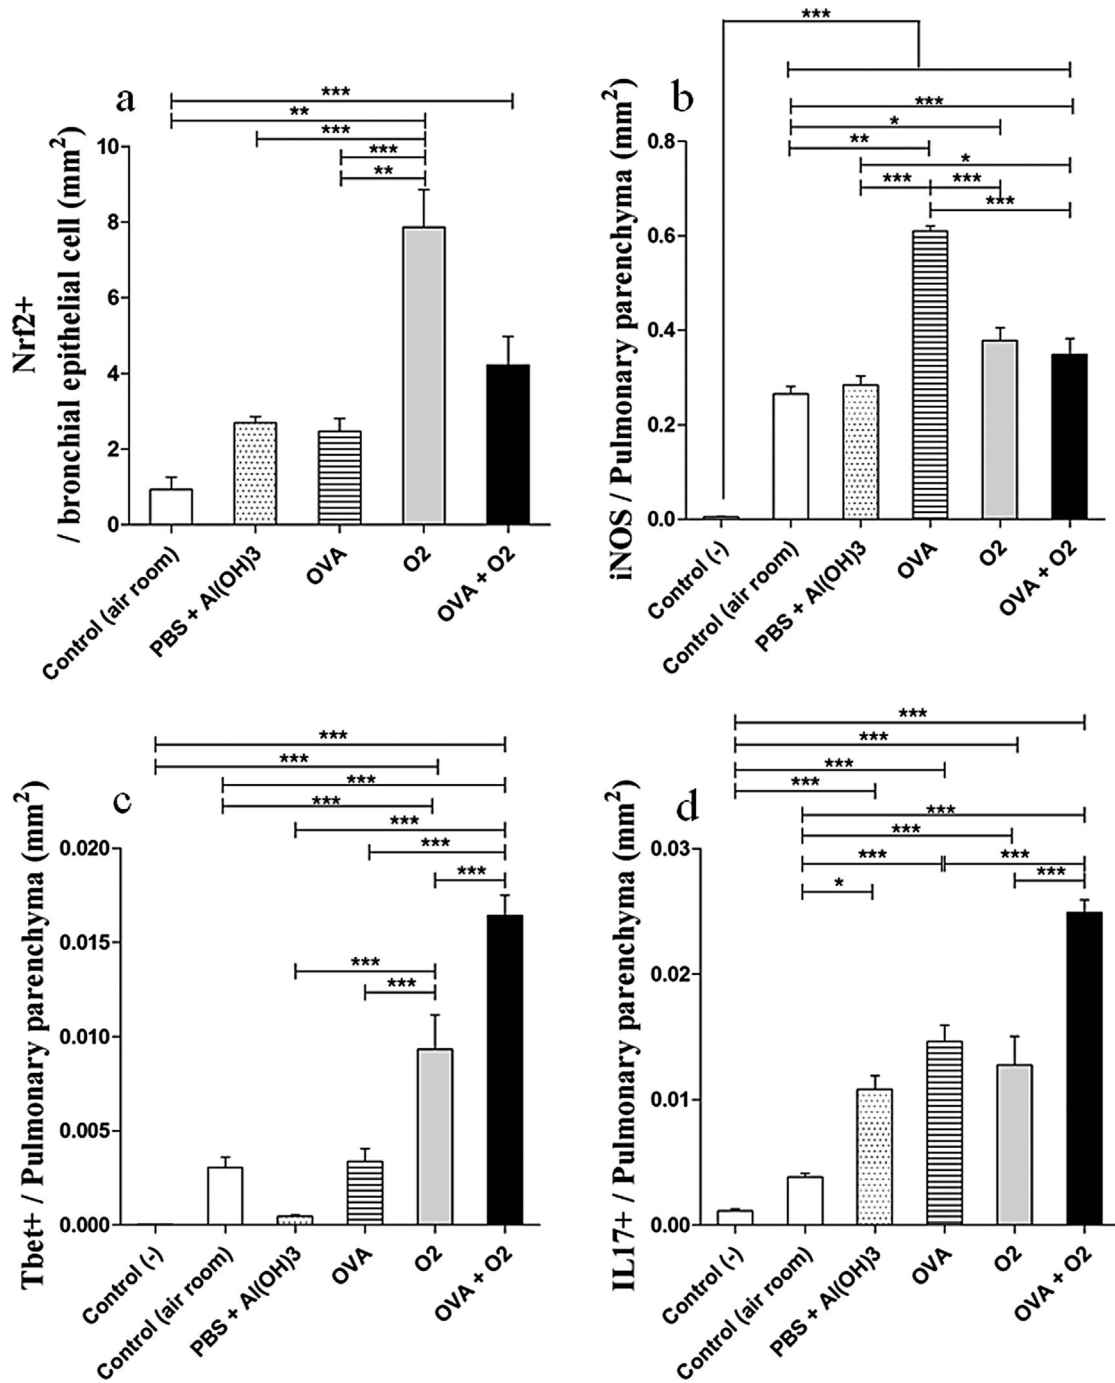 a
***
**
***
***
**
Nrf2+
/ bronchial epithelial cell (mm²)
10
8
6
4
2
0
Control (air room)
PBS + Al(OH)3
OVA
O2
OVA + O2
b
***
***
*
**
*
*** ***
***
iNOS / Pulmonary parenchyma (mm²)
0.8
0.6
0.4
0.2
0.0
Control (-)
Control (air room)
PBS + Al(OH)3
OVA
O2
OVA + O2
c
***
***
***
***
***
***
***
***
***
Tbet+ / Pulmonary parenchyma (mm²)
0.020
0.015
0.010
0.005
0.000
Control (-)
Control (air room)
PBS + Al(OH)3
OVA
O2
OVA + O2
d
***
***
***
***
***
***
*** ***
* ***
IL17+ / Pulmonary parenchyma (mm²)
0.03
0.02
0.01
0.00
Control (-)
Control (air room)
PBS + Al(OH)3
OVA
O2
OVA + O2